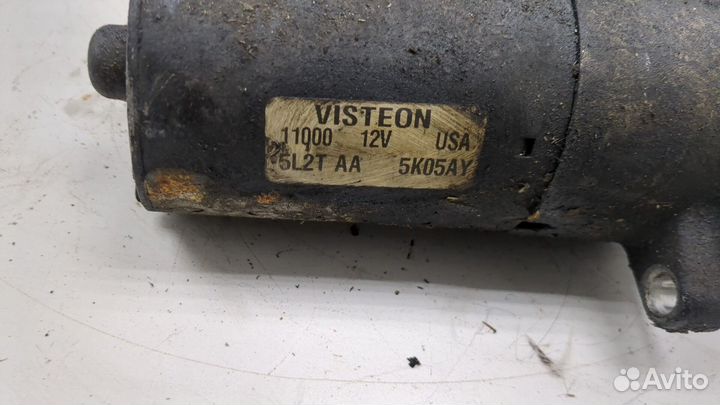 VISTEON
11000 12V USA
5L2T AA 5K05AY
Avito